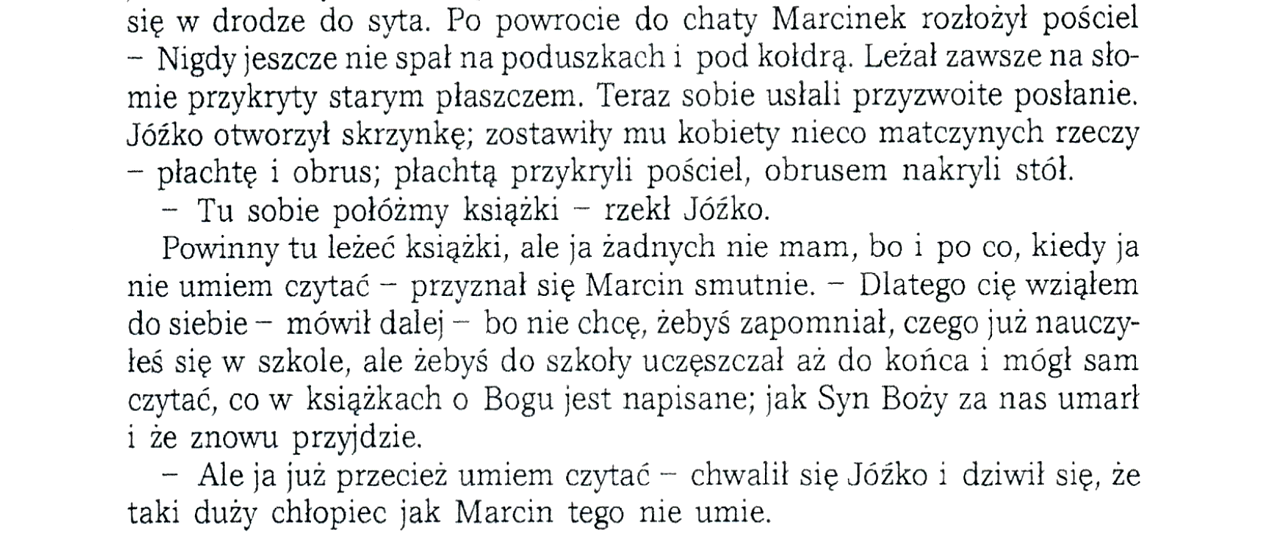 się w drodze do syta. Po powrocie do chaty Marcinek rozłożył pościel
– Nigdy jeszcze nie spał na poduszkach i pod kołdrą. Leżał zawsze na sło-
mie przykryty starym płaszczem. Teraz sobie usłali przyzwoite posłanie.
Jóźko otworzył skrzynkę; zostawiły mu kobiety nieco matczynych rzeczy
– płachtę i obrus; płachtą przykryli pościel, obrusem nakryli stół.
– Tu sobie połóżmy książki – rzekł Jóźko.
Powinny tu leżeć książki, ale ja żadnych nie mam, bo i po co, kiedy ja
nie umiem czytać – przyznał się Marcin smutnie. – Dlatego cię wziąłem
do siebie – mówił dalej – bo nie chcę, żebyś zapomniał, czego już nauczy-
łeś się w szkole, ale żebyś do szkoły uczęszczał aż do końca i mógł sam
czytać, co w książkach o Bogu jest napisane; jak Syn Boży za nas umarł
i że znowu przyjdzie.
– Ale ja już przecież umiem czytać – chwalił się Jóźko i dziwił się, że
taki duży chłopiec jak Marcin tego nie umie.